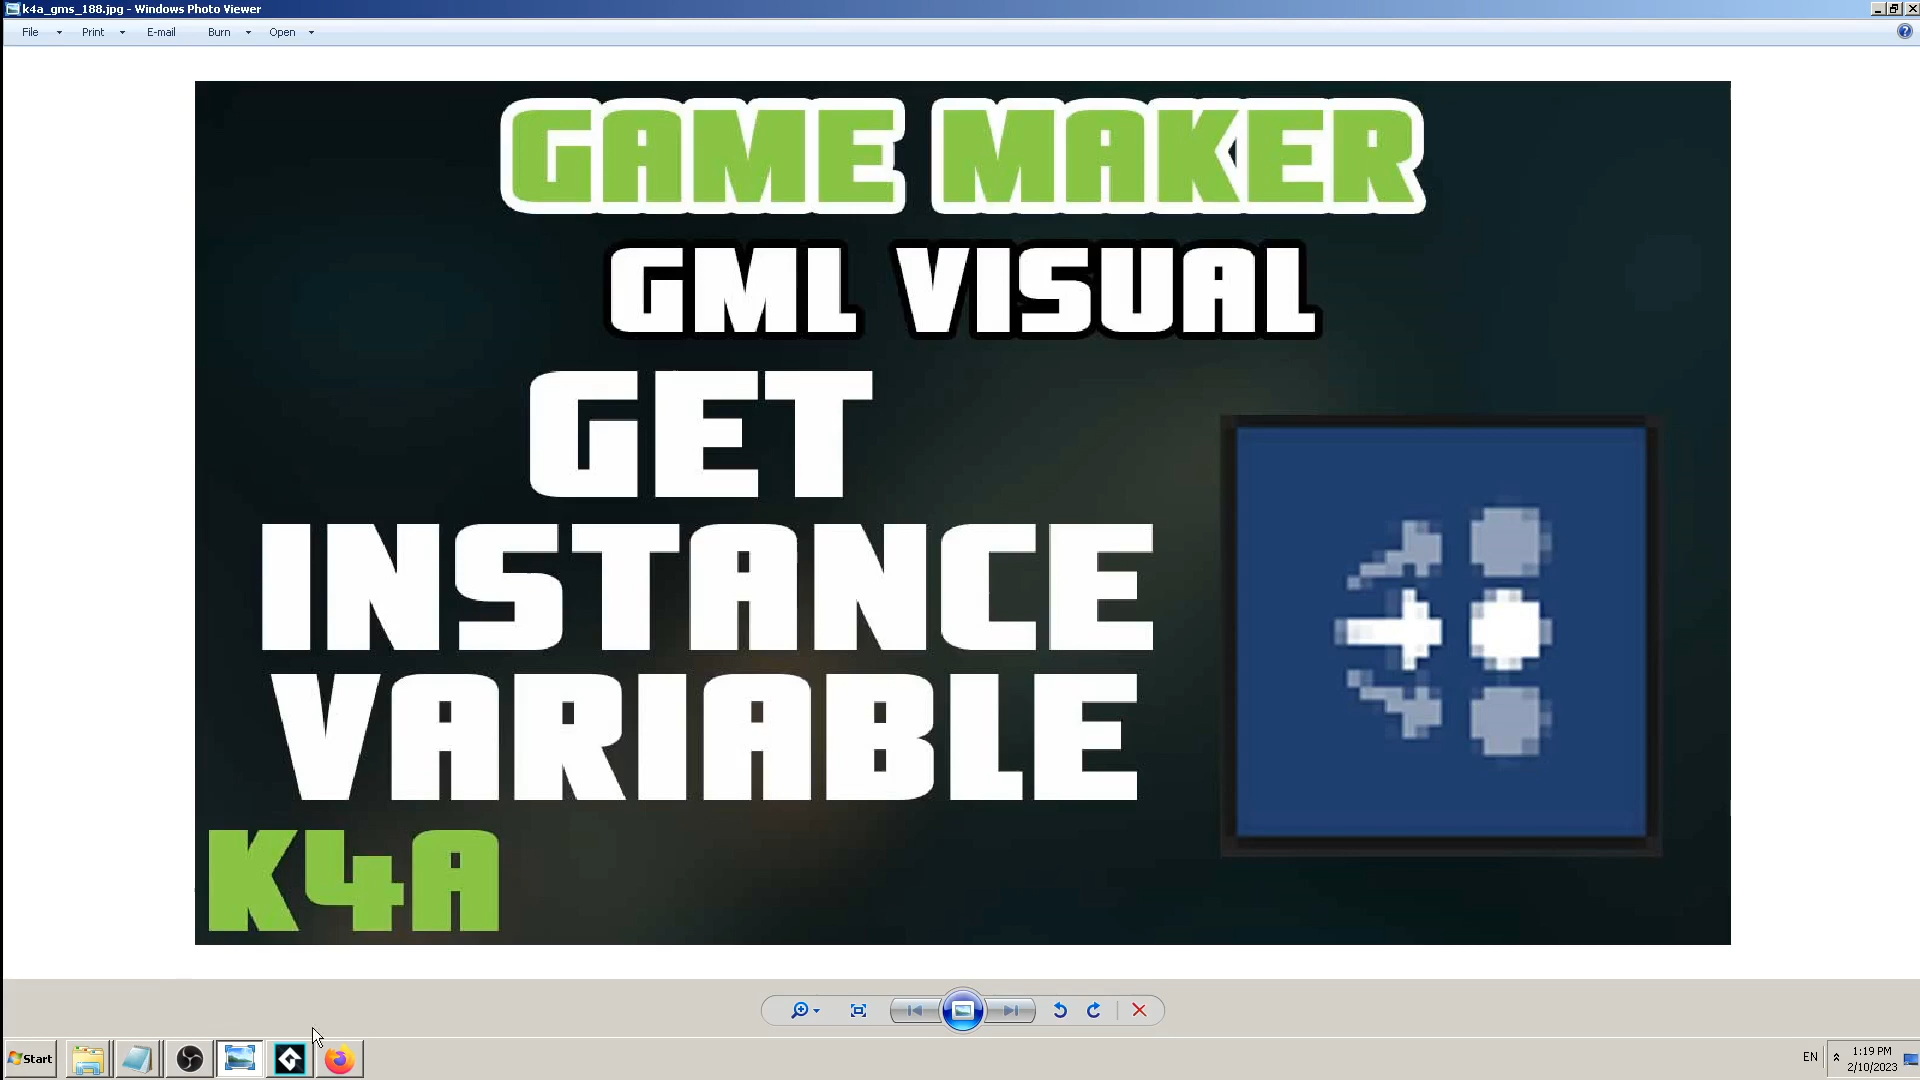 k4a_gms_188.jpg - Windows Photo Viewer
File Print E-mail Burn Open
GAME MAKER
GML VISUAL
GET
INSTANCE
VARIABLE
K4A
Start
EN
1:19 PM
2/10/2023